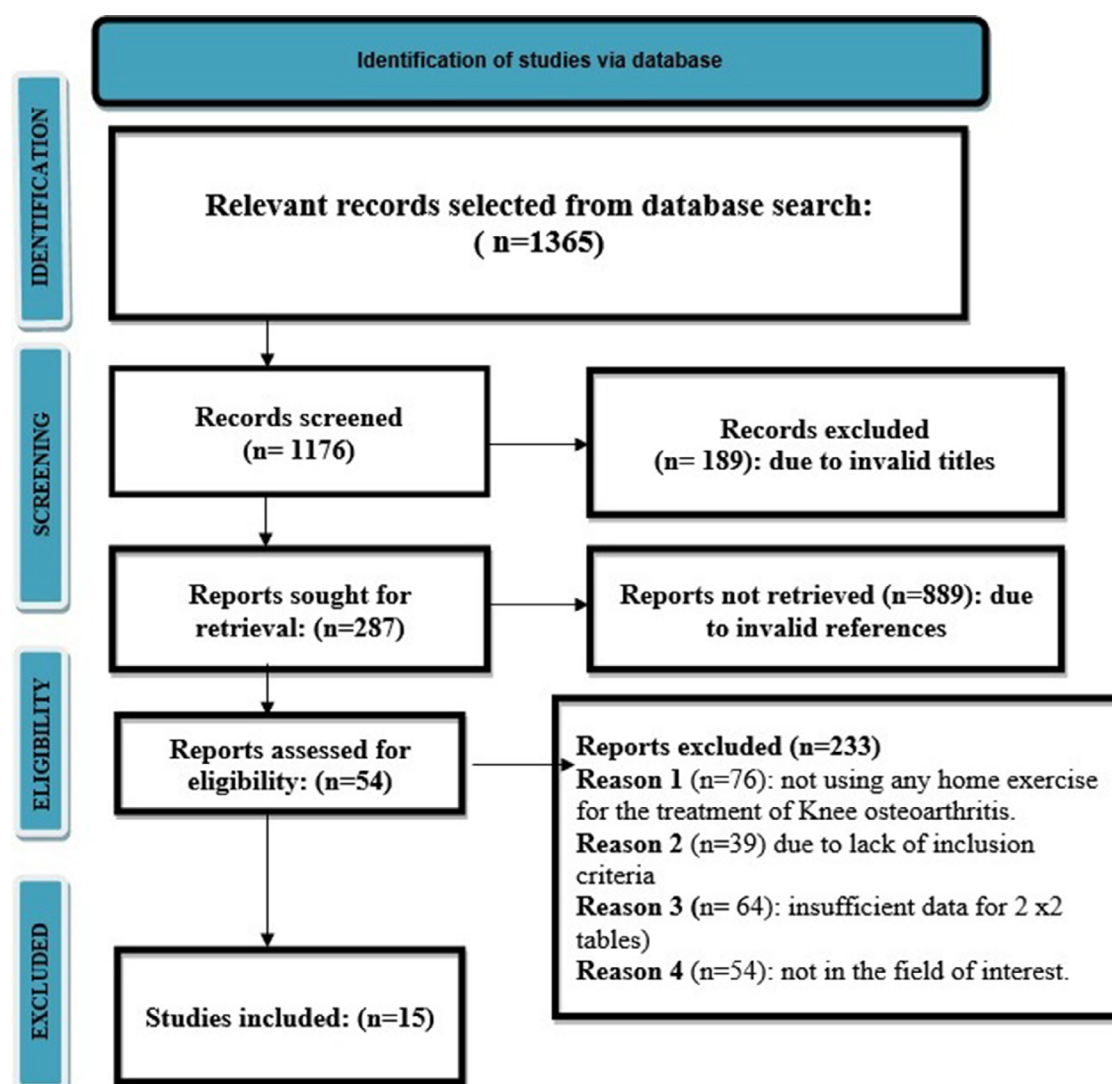 Identification of studies via database
IDENTIFICATION
Relevant records selected from database search:
( n=1365)
SCREENING
Records screened
(n= 1176)
Records excluded
(n= 189): due to invalid titles
Reports sought for
retrieval: (n=287)
Reports not retrieved (n=889): due
to invalid references
ELIGIBILITY
Reports assessed for
eligibility: (n=54)
Reports excluded (n=233)
Reason 1 (n=76): not using any home exercise
for the treatment of Knee osteoarthritis.
Reason 2 (n=39) due to lack of inclusion
criteria
Reason 3 (n= 64): insufficient data for 2 x2
tables)
Reason 4 (n=54): not in the field of interest.
EXCLUDED
Studies included: (n=15)